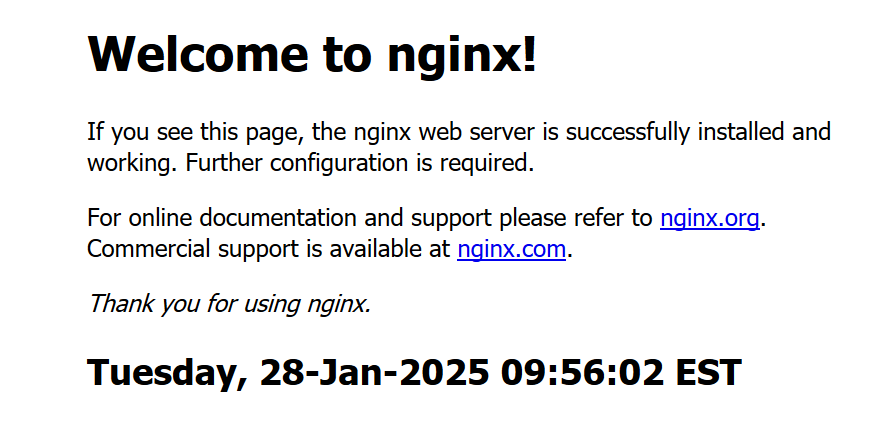 Welcome to nginx!
If you see this page, the nginx web server is successfully installed and
working. Further configuration is required.
For online documentation and support please refer to nginx.org.
Commercial support is available at nginx.com.
Thank you for using nginx.
Tuesday, 28-Jan-2025 09:56:02 EST